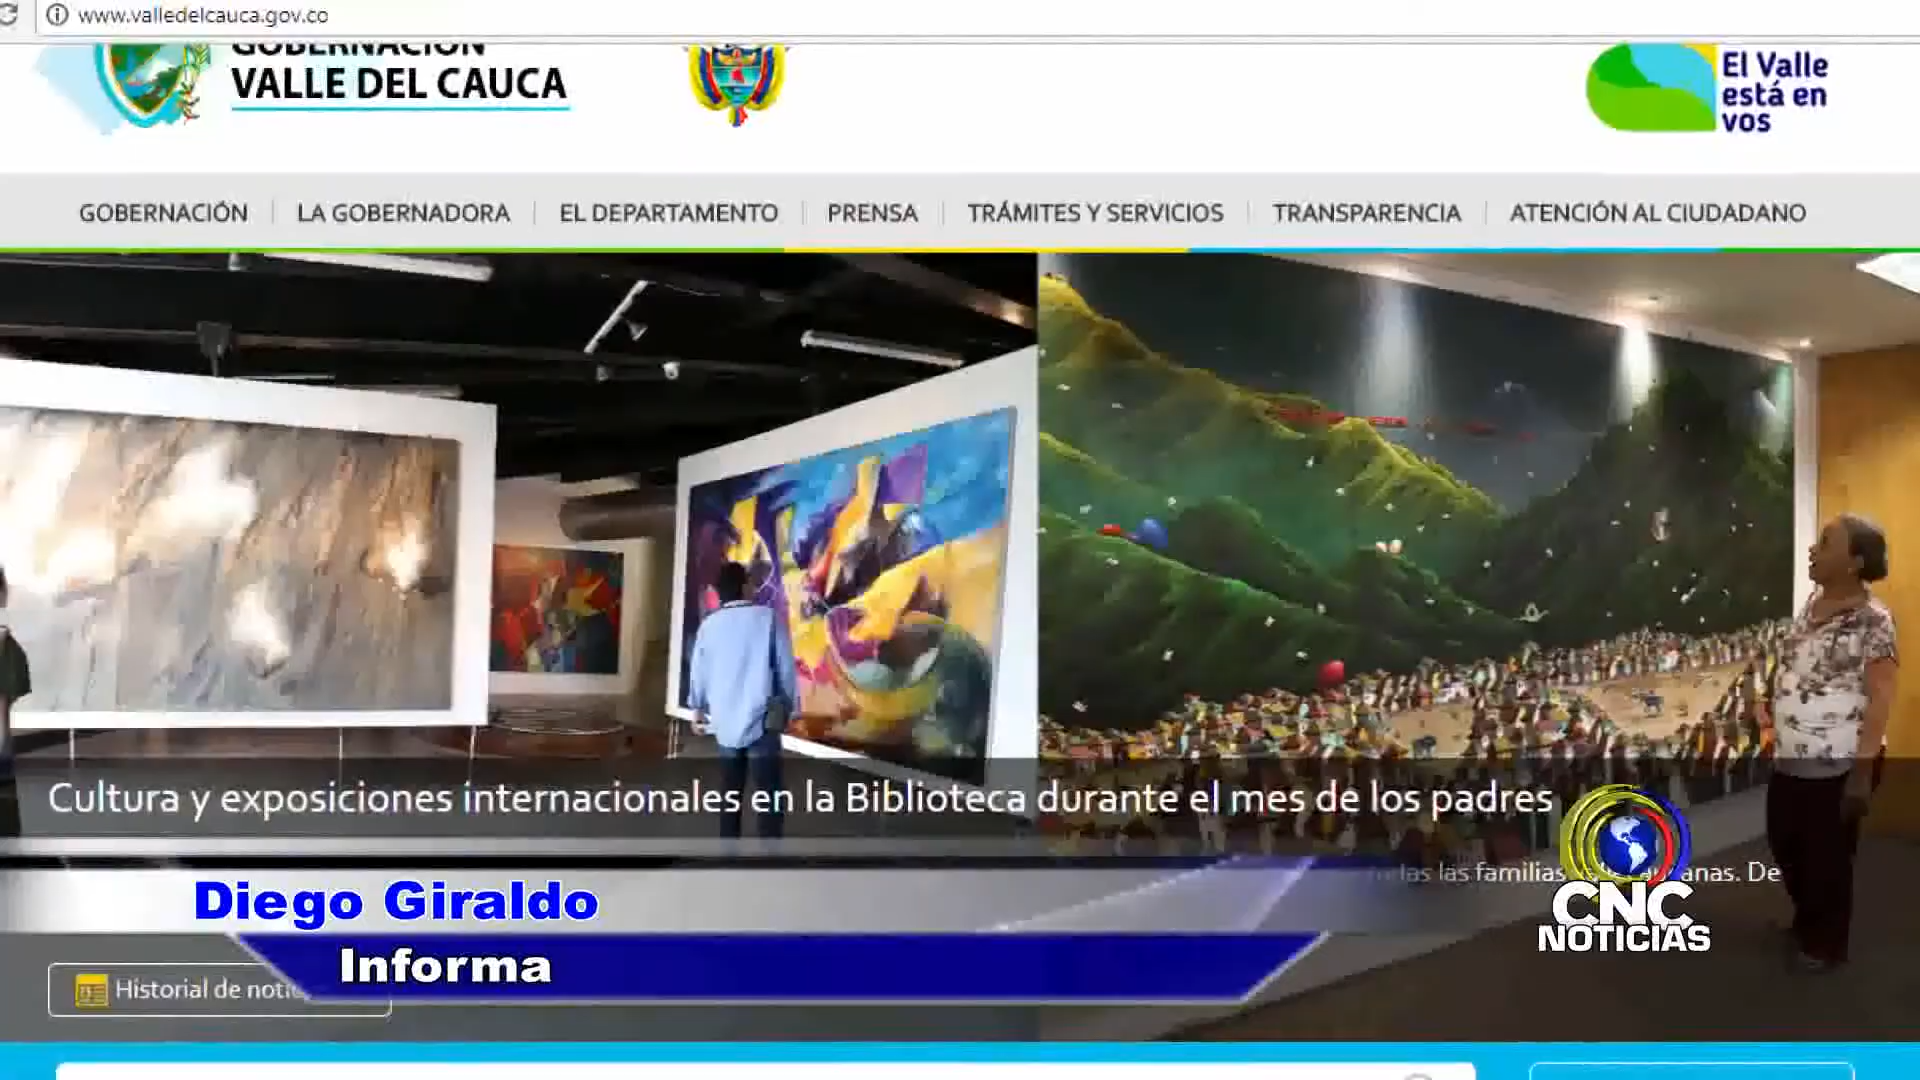 www.valledelcauca.gov.co
GOBERNACIÓN
VALLE DEL CAUCA
El Valle
está en
vos
GOBERNACIÓN LA GOBERNADORA EL DEPARTAMENTO PRENSA TRÁMITES Y SERVICIOS TRANSPARENCIA ATENCIÓN AL CIUDADANO
Cultura y exposiciones internacionales en la Biblioteca durante el mes de los padres
las familias De
Diego Giraldo
CNC
NOTICIAS
Informa
Historial de